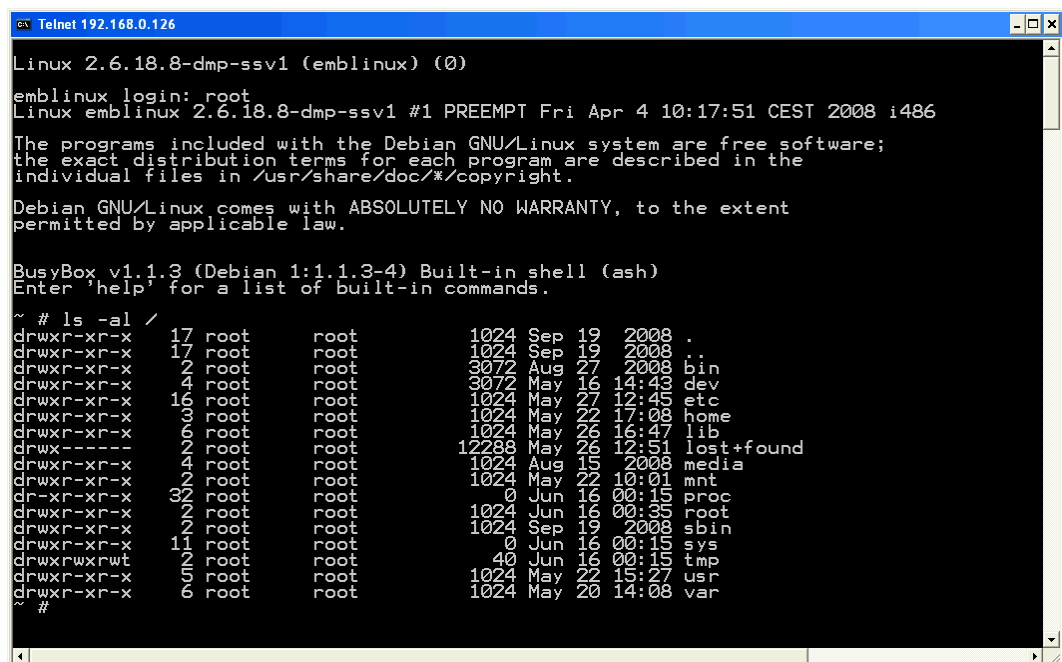 Telnet 192.168.0.126
Linux 2.6.18.8-dmp-ssv1 (emblinux) (0)
emblinux login: root
Linux emblinux 2.6.18.8-dmp-ssv1 #1 PREEMPT Fri Apr 4 10:17:51 CEST 2008 i486
The programs included with the Debian GNU/Linux system are free software;
the exact distribution terms for each program are described in the
individual files in /usr/share/doc/*/copyright.
Debian GNU/Linux comes with ABSOLUTELY NO WARRANTY, to the extent
permitted by applicable law.
BusyBox v1.1.3 (Debian 1:1.1.3-4) Built-in shell (ash)
Enter 'help' for a list of built-in commands.
~ # ls -al /
drwxr-xr-x   17 root     root         1024 Sep 19  2008 .
drwxr-xr-x   17 root     root         1024 Sep 19  2008 ..
drwxr-xr-x    2 root     root         3072 Aug 27  2008 bin
drwxr-xr-x    4 root     root         3072 May 16 14:43 dev
drwxr-xr-x   16 root     root         1024 May 27 12:45 etc
drwxr-xr-x    3 root     root         1024 May 22 17:08 home
drwxr-xr-x    6 root     root         1024 May 26 16:47 lib
drwx------    2 root     root        12288 May 26 12:51 lost+found
drwxr-xr-x    4 root     root         1024 Aug 15  2008 media
drwxr-xr-x    2 root     root         1024 May 22 10:01 mnt
dr-xr-xr-x   32 root     root            0 Jun 16 00:15 proc
drwxr-xr-x    2 root     root         1024 Jun 16 00:35 root
drwxr-xr-x    2 root     root         1024 Sep 19  2008 sbin
drwxr-xr-x   11 root     root            0 Jun 16 00:15 sys
drwxrwxrwt    2 root     root           40 Jun 16 00:15 tmp
drwxr-xr-x    5 root     root         1024 May 22 15:27 usr
drwxr-xr-x    6 root     root         1024 May 20 14:08 var
~ #